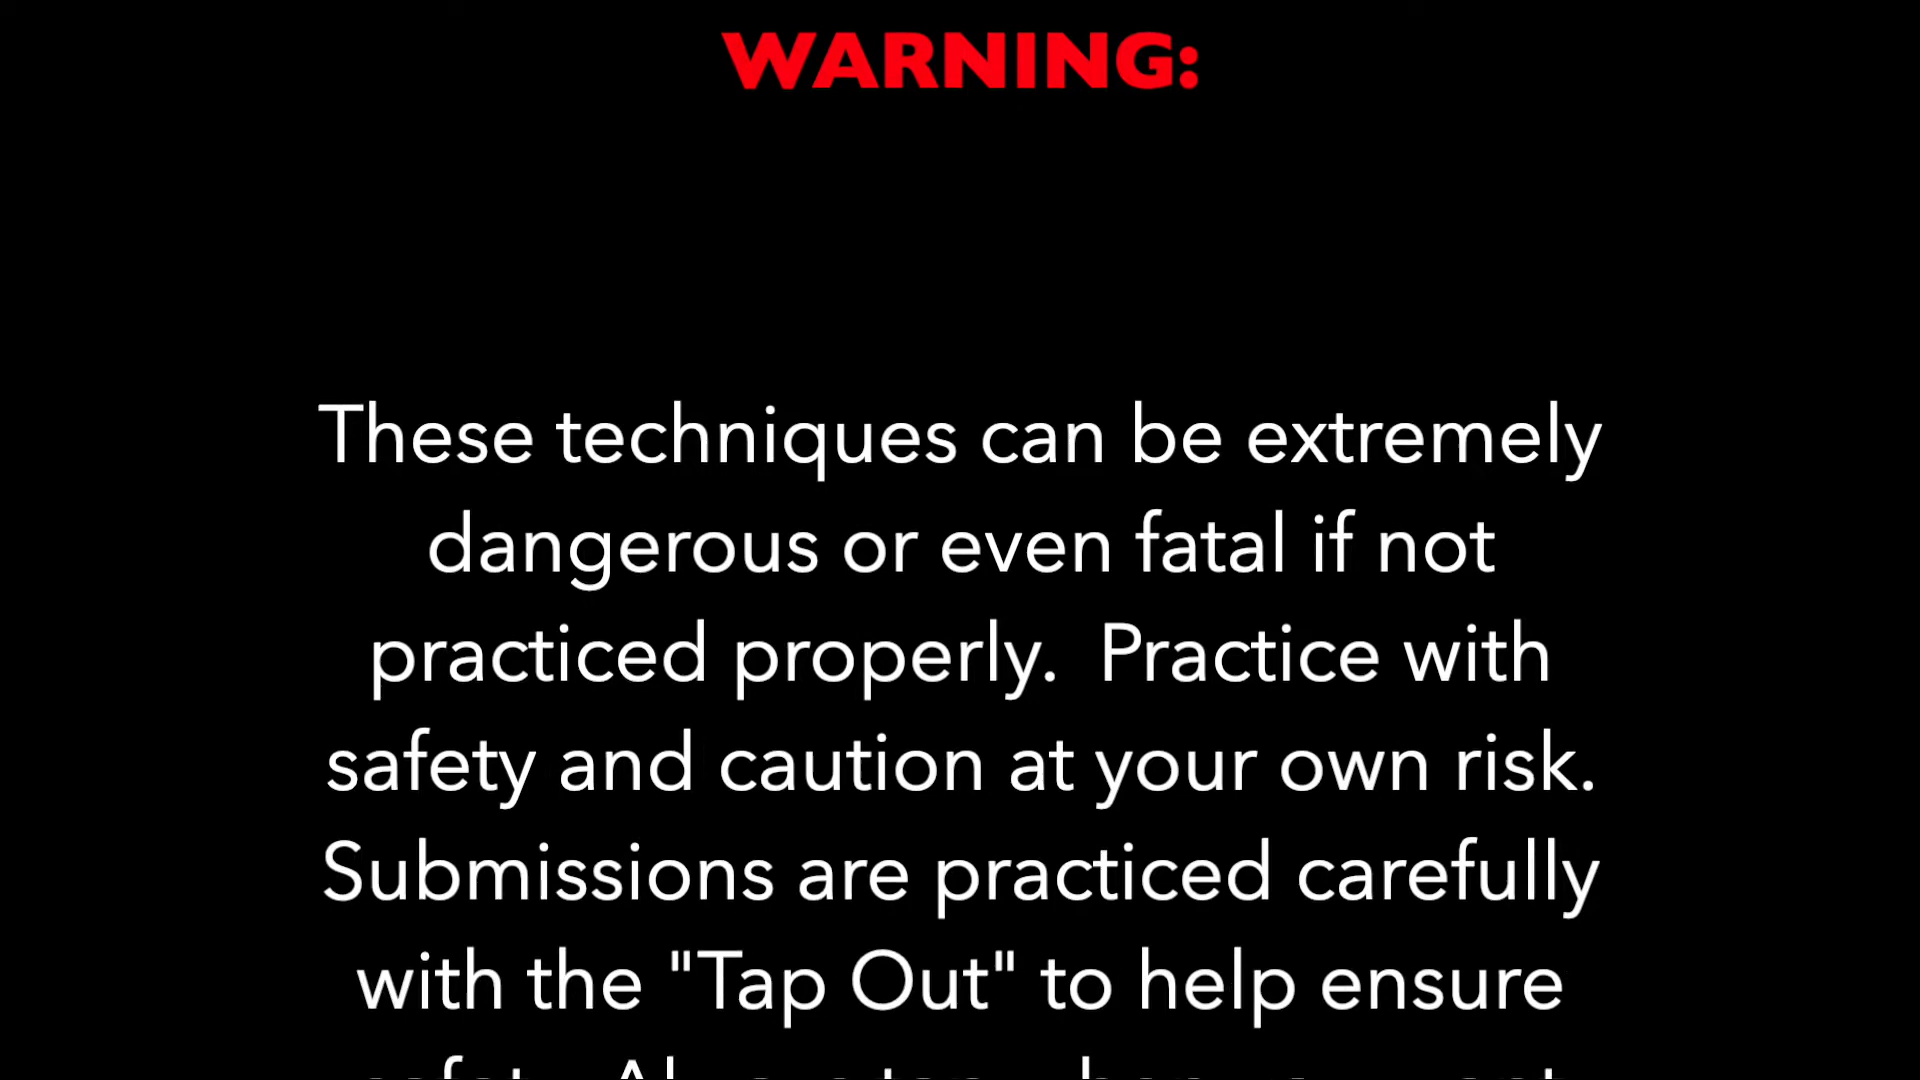 WARNING:
These techniques can be extremely
dangerous or even fatal if not
practiced properly.  Practice with
safety and caution at your own risk.
Submissions are practiced carefully
with the "Tap Out" to help ensure